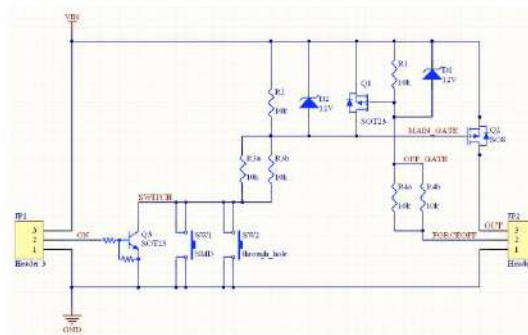 VIN
Q1
SOT23
R1
10k
D1
12V
R2
10k
D2
12V
Q2
SO8
MAIN_GATE
R3a
10k
R3b
10k
OFF_GATE
R4a
10k
R4b
10k
SWITCH
OUT
FORCEOFF
JP1
3
2
1
Header 3
ON
Q3
SOT23
SW1
SMD
SW2
through_hole
3
2
1
GND